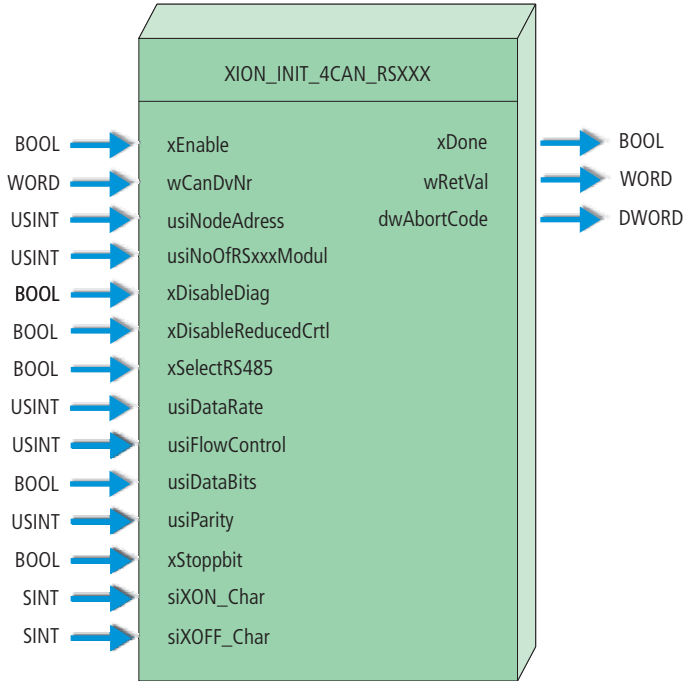 XION_INIT_4CAN_RSXXX
BOOL xEnable xDone BOOL
WORD wCanDvNr wRetVal WORD
USINT usiNodeAdress dwAbortCode DWORD
USINT usiNoOfRSxxxModul
BOOL xDisableDiag
BOOL xDisableReducedCrtl
BOOL xSelectRS485
USINT usiDataRate
USINT usiFlowControl
BOOL usiDataBits
USINT usiParity
BOOL xStoppbit
SINT siXON_Char
SINT siXOFF_Char